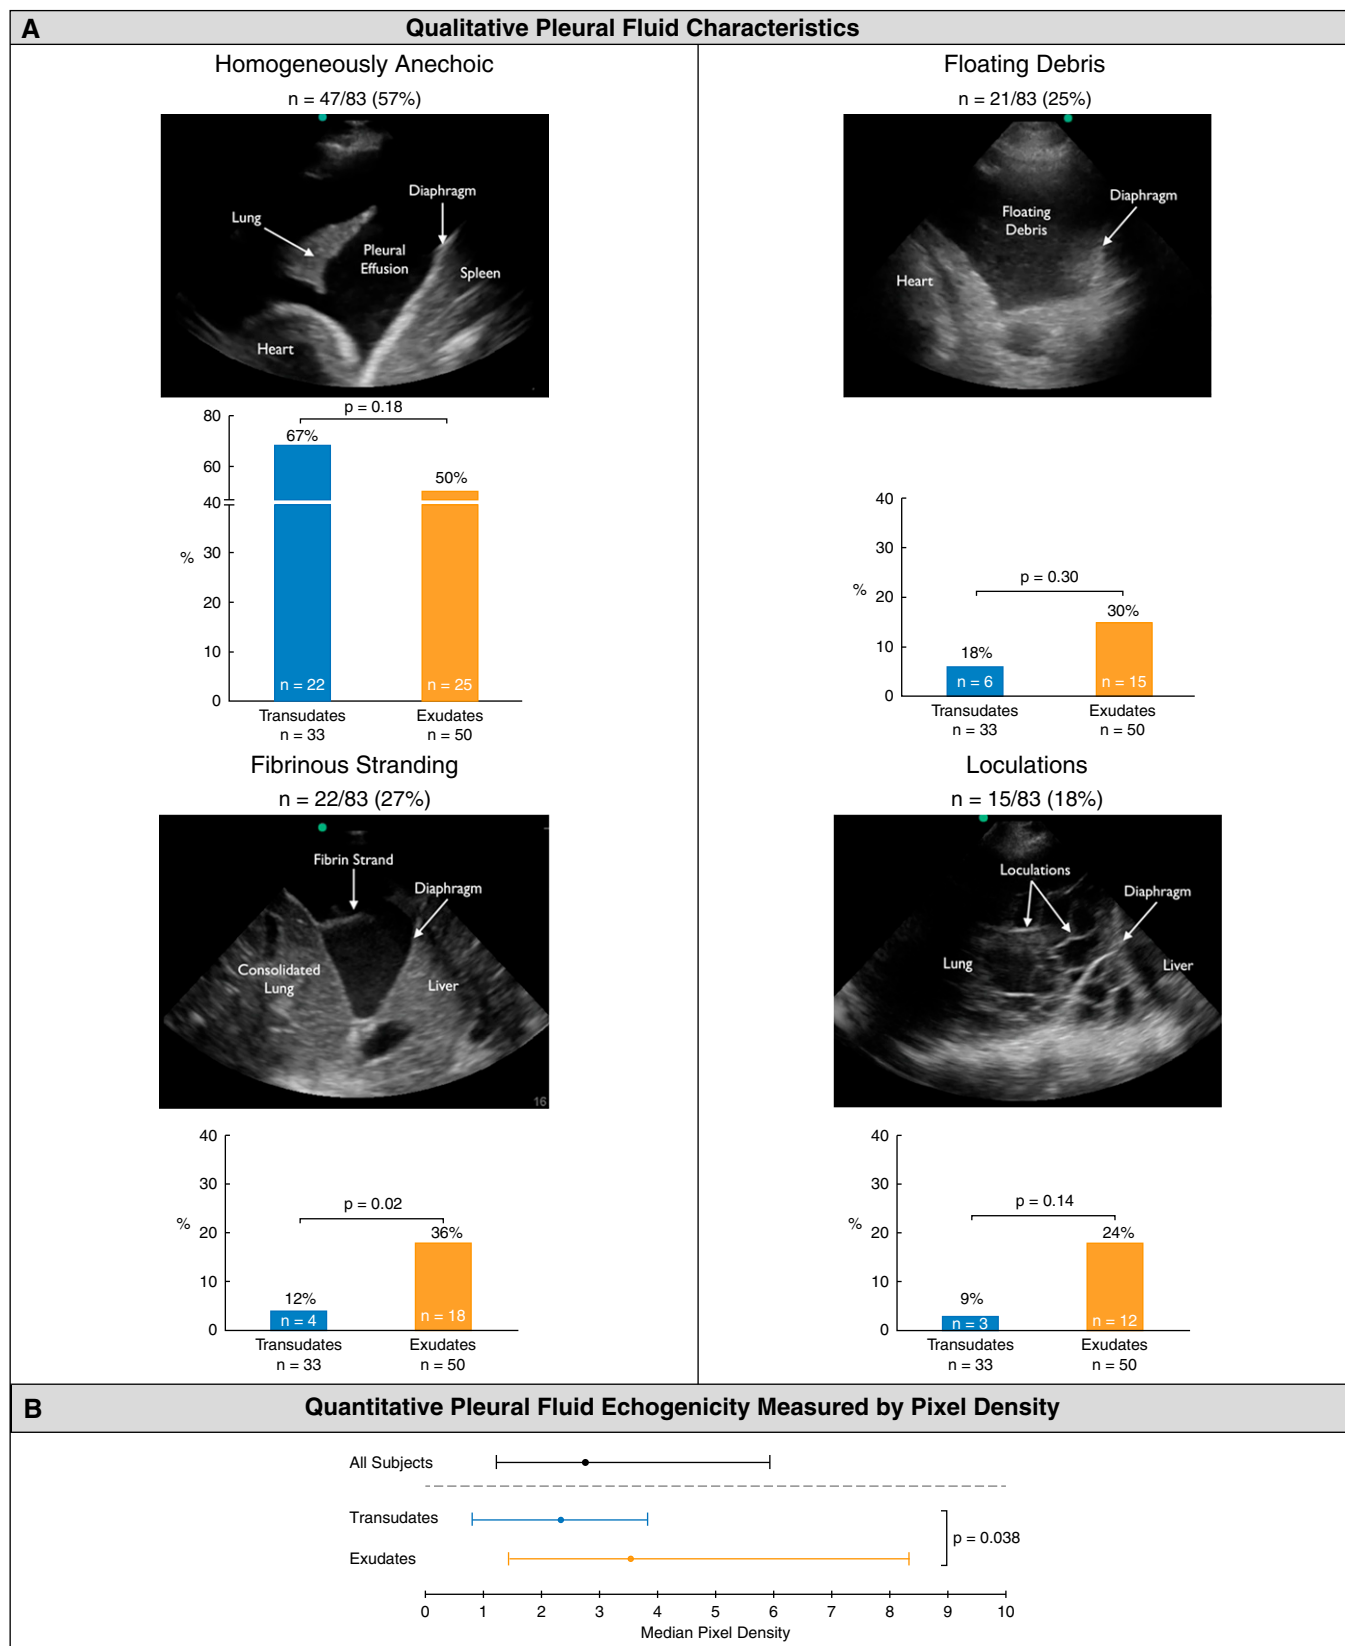 A
Qualitative Pleural Fluid Characteristics
Homogeneously Anechoic
n = 47/83 (57%)
Diaphragm
Lung
Pleural
Effusion
Spleen
Heart
p = 0.18
80
67%
60
50%
40
%
30
20
10
n = 22
n = 25
0
Transudates
Exudates
n = 33
n = 50
Floating Debris
n = 21/83 (25%)
Diaphragm
Floating
Debris
Heart
40
30
p = 0.30
%
20
30%
10
18%
n = 6
n = 15
0
Transudates
Exudates
n = 33
n = 50
Fibrinous Stranding
n = 22/83 (27%)
Fibrin Strand
Diaphragm
Consolidated
Lung
Liver
16
40
30
p = 0.02
%
20
36%
10
12%
n = 4
n = 18
0
Transudates
Exudates
n = 33
n = 50
Loculations
n = 15/83 (18%)
Loculations
Diaphragm
Lung
Liver
40
30
p = 0.14
%
20
24%
10
9%
n = 3
n = 12
0
Transudates
Exudates
n = 33
n = 50
B
Quantitative Pleural Fluid Echogenicity Measured by Pixel Density
All Subjects
Transudates
p = 0.038
Exudates
0 1 2 3 4 5 6 7 8 9 10
Median Pixel Density